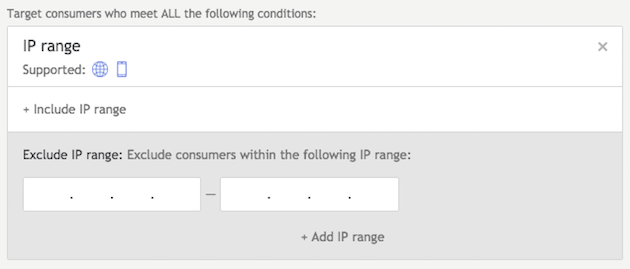 Target consumers who meet ALL the following conditions:
IP range
Supported:
+ Include IP range
Exclude IP range: Exclude consumers within the following IP range:
. . . – . . .
+ Add IP range